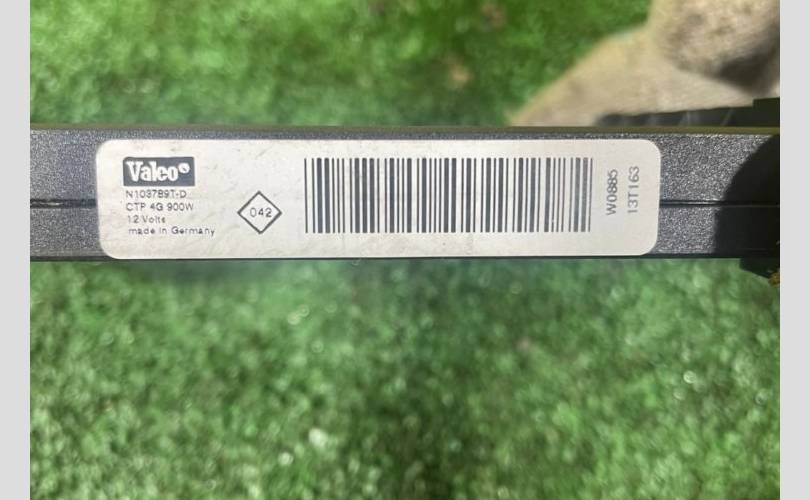 Valeo
N103789T-D
CTP 4G 900W
12 Volts
made in Germany
042
W0885
13T163